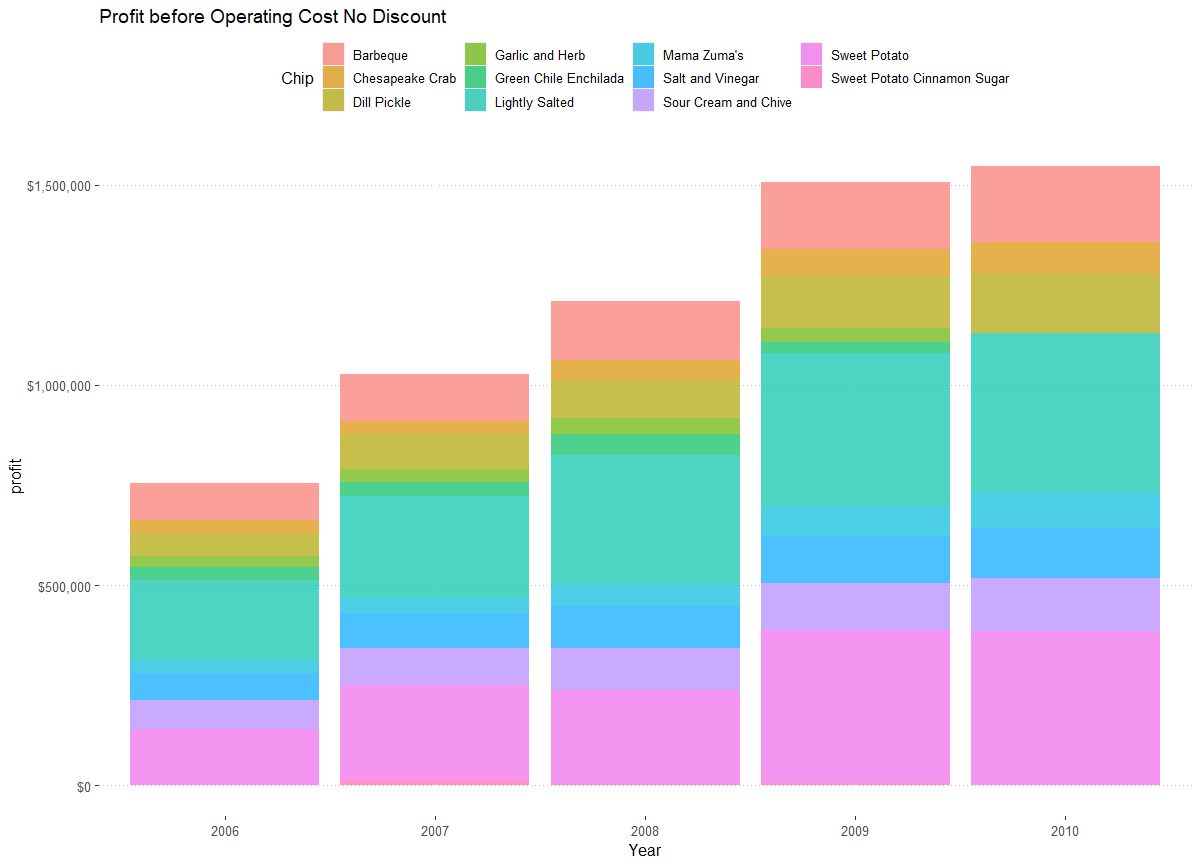 Profit before Operating Cost No Discount
Chip
Barbeque
Chesapeake Crab
Dill Pickle
Garlic and Herb
Green Chile Enchilada
Lightly Salted
Mama Zuma's
Salt and Vinegar
Sour Cream and Chive
Sweet Potato
Sweet Potato Cinnamon Sugar
profit
$1,500,000
$1,000,000
$500,000
$0
2006
2007
2008
2009
2010
Year